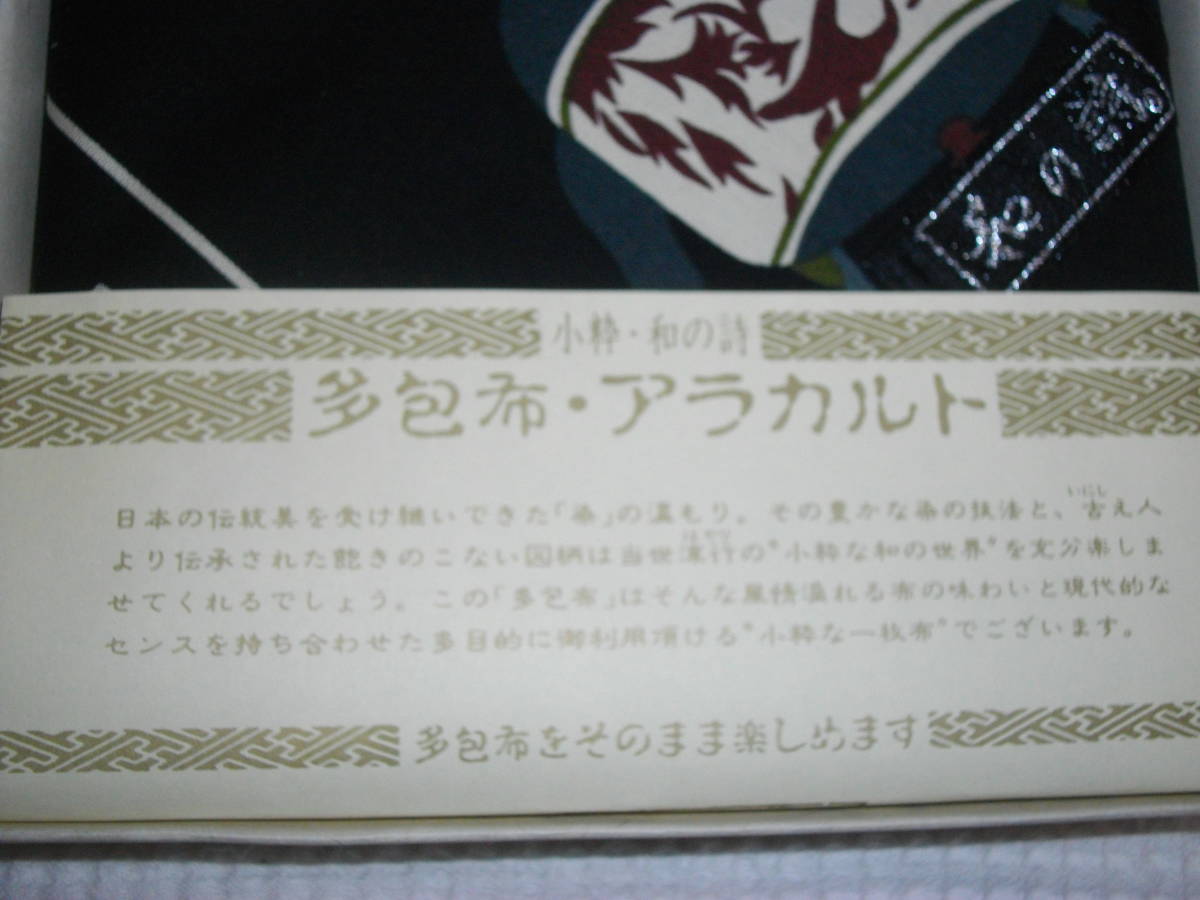 和の詩
小粋・和の詩
多包布・アラカルト
日本の伝統美を受け継いできた「染」の温もり。その豊かな染の技法と、古え人
いにし
より伝承された飽きのこない図柄は当世流行の"小粋な和の世界"を充分楽しま
せてくれるでしょう。この「多包布」はそんな風情溢れる布の味わいと現代的な
センスを持ち合わせた多目的に御利用頂ける"小粋な一枚布"でございます。
多包布をそのまま楽しめます